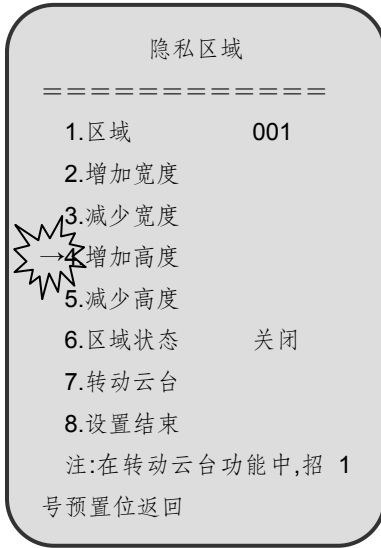 隐私区域
============
1.区域 001
2.增加宽度
3.减少宽度
→4.增加高度
5.减少高度
6.区域状态 关闭
7.转动云台
8.设置结束
注:在转动云台功能中,招 1
号预置位返回